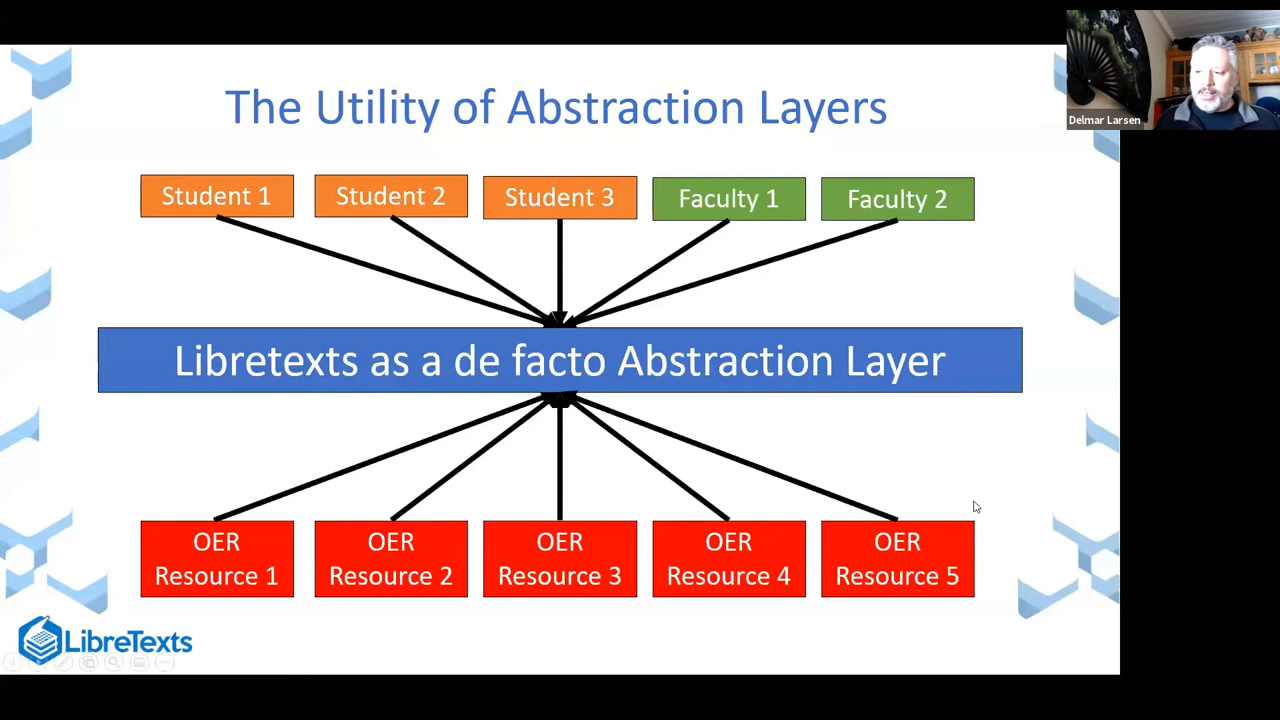 The Utility of Abstraction Layers
Delmar Larsen
Student 1
Student 2
Student 3
Faculty 1
Faculty 2
Libretexts as a de facto Abstraction Layer
OER
Resource 1
OER
Resource 2
OER
Resource 3
OER
Resource 4
OER
Resource 5
LibreTexts